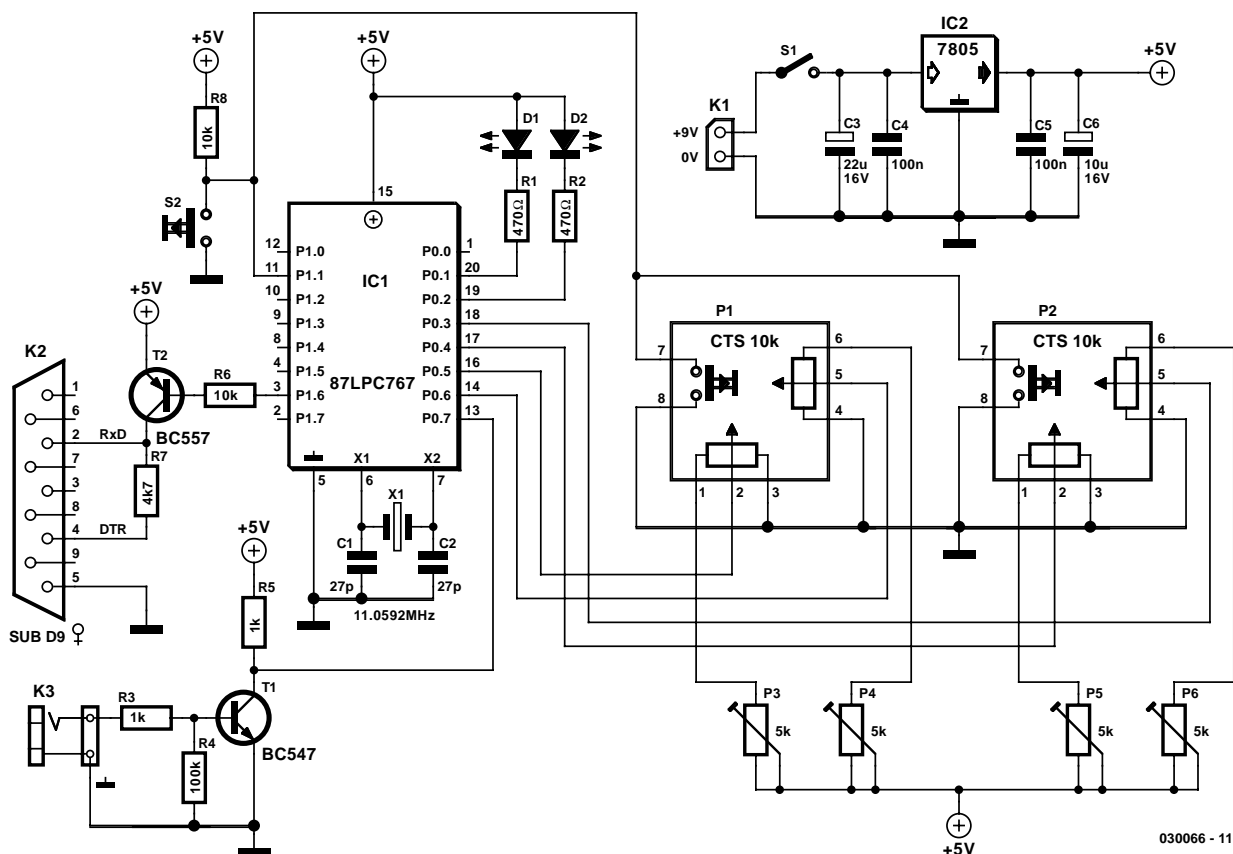 +5V
R8
10k
S2
+5V
D1
D2
R1
470Ω
R2
470Ω
S1
IC2
7805
+5V
K1
+9V
0V
C3
22u
16V
C4
100n
C5
100n
C6
10u
16V
15
IC1
87LPC767
12 P1.0
11 P1.1
10 P1.2
9 P1.3
8 P1.4
4 P1.5
3 P1.6
2 P1.7
P0.0 1
P0.1 20
P0.2 19
P0.3 18
P0.4 17
P0.5 16
P0.6 14
P0.7 13
X1
X2
5
6
7
X1
C1
27p
C2
27p
11.0592MHz
+5V
T2
BC557
R6
10k
R7
4k7
K2
1
6
2
7
3
8
4
9
5
RxD
DTR
SUB D9 ♀
+5V
R5
1k
T1
BC547
K3
R3
1k
R4
100k
P1
CTS 10k
7
8
6
5
4
1
2
3
P2
CTS 10k
7
8
6
5
4
1
2
3
P3
5k
P4
5k
P5
5k
P6
5k
+5V
030066 - 11